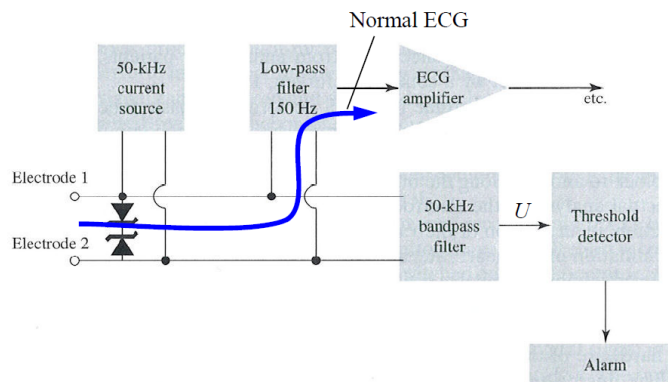 Normal ECG
50-kHz
current
source
Low-pass
filter
150 Hz
ECG
amplifier
etc.
Electrode 1
Electrode 2
50-kHz
bandpass
filter
U
Threshold
detector
Alarm